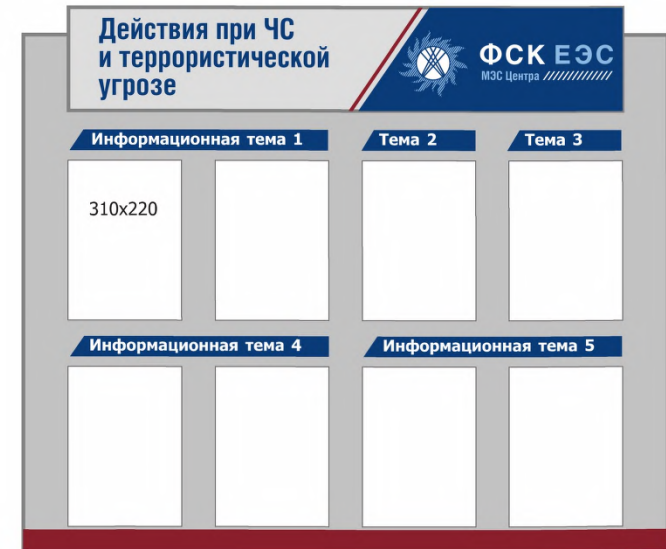 Действия при ЧС
и террористической
угрозе
ФСК ЕЭС
МЭС Центра
Информационная тема 1
Тема 2
Тема 3
310x220
Информационная тема 4
Информационная тема 5